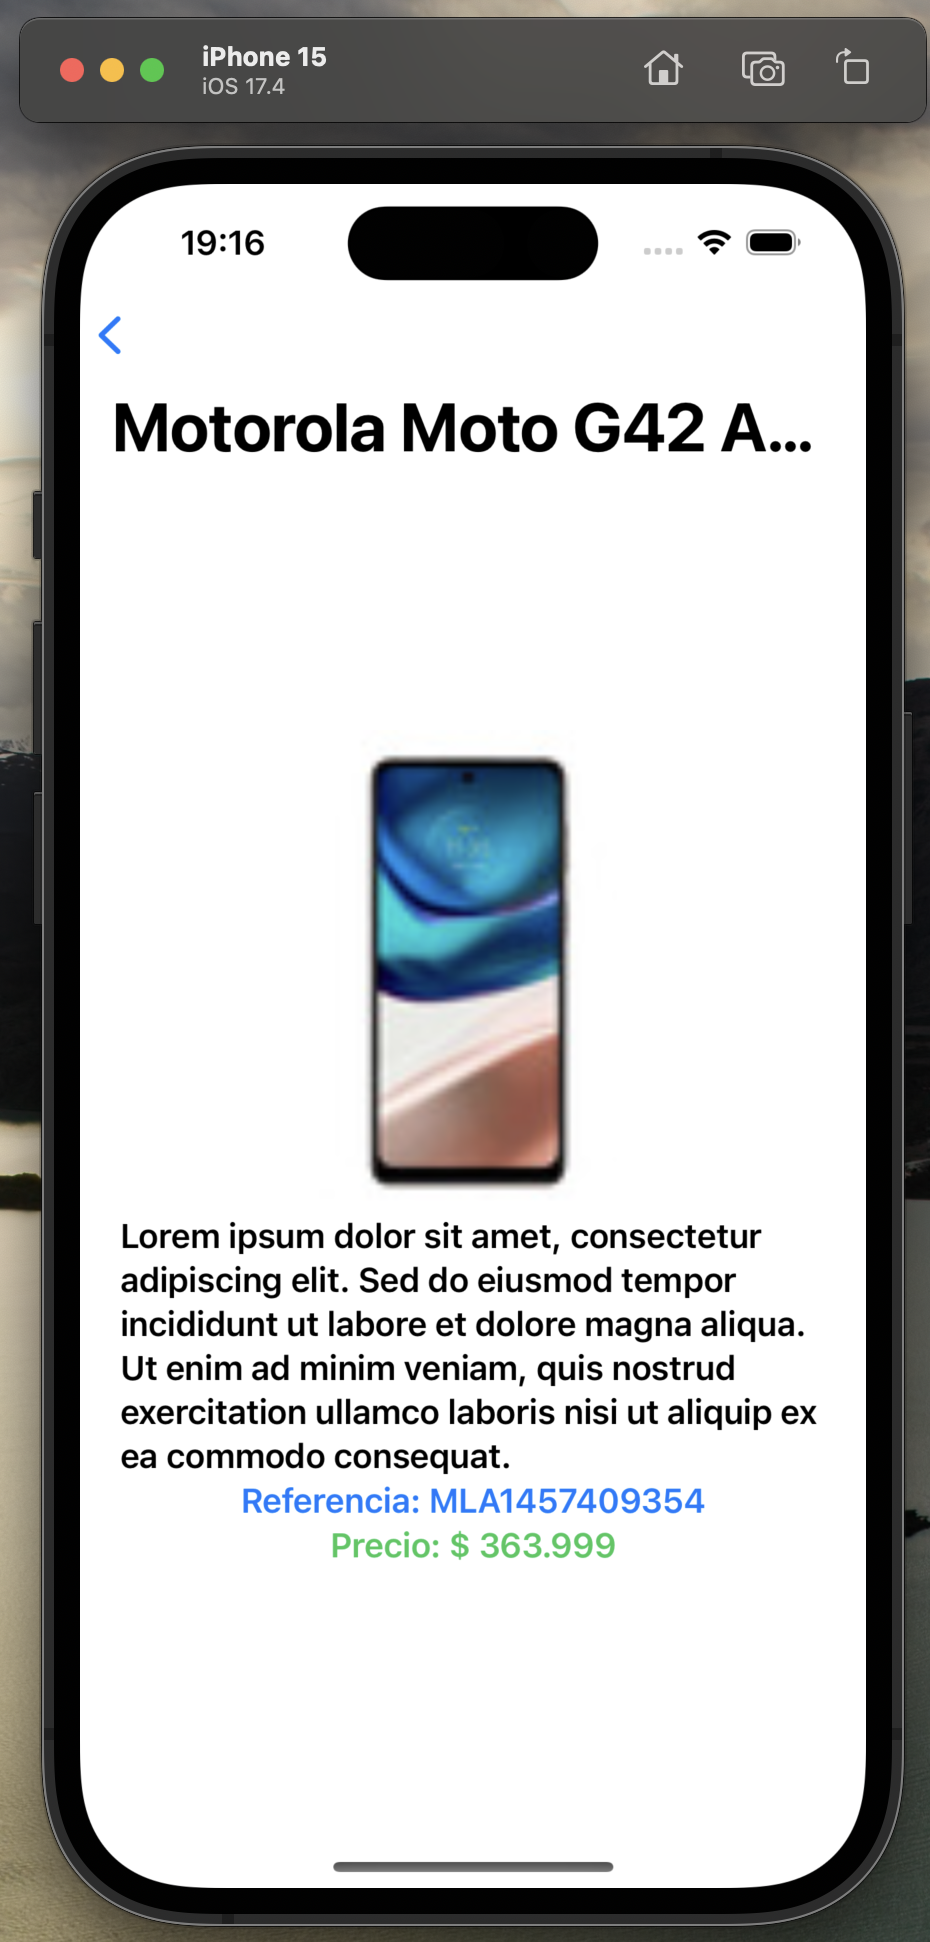 iPhone 15
iOS 17.4
19:16
Motorola Moto G42 A...
Lorem ipsum dolor sit amet, consectetur
adipiscing elit. Sed do eiusmod tempor
incididunt ut labore et dolore magna aliqua.
Ut enim ad minim veniam, quis nostrud
exercitation ullamco laboris nisi ut aliquip ex
ea commodo consequat.
Referencia: MLA1457409354
Precio: $ 363.999